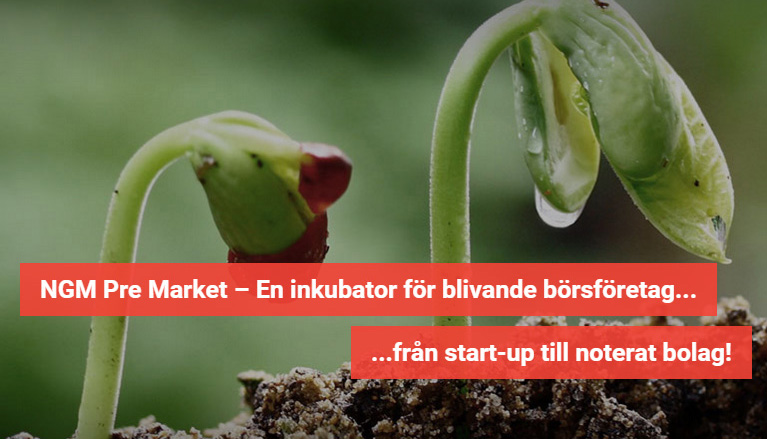 NGM Pre Market – En inkubator för blivande börsföretag...
...från start-up till noterat bolag!